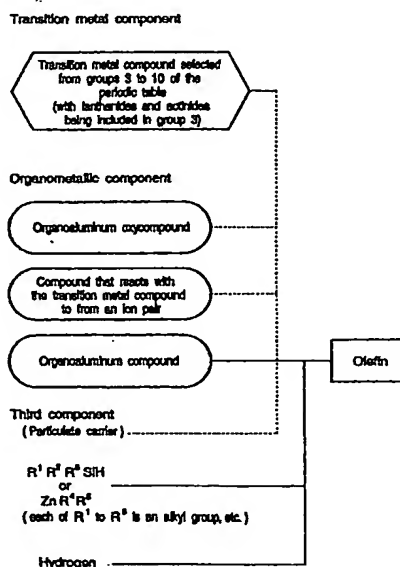 Transition metal component
Transition metal compound selected
from groups 3 to 10 of the
periodic table
(with lanthanides and actinides
being included in group 3)
Organometallic component
Organoaluminum oxycompound
Compound that reacts with
the transition metal compound
to from an ion pair
Organoaluminum compound
Olefin
Third component
(Particulate carrier)
R¹ R² R³ SiH
or
Zn R⁴R⁵
(each of R¹ to R⁵ is an alkyl group, etc.)
Hydrogen